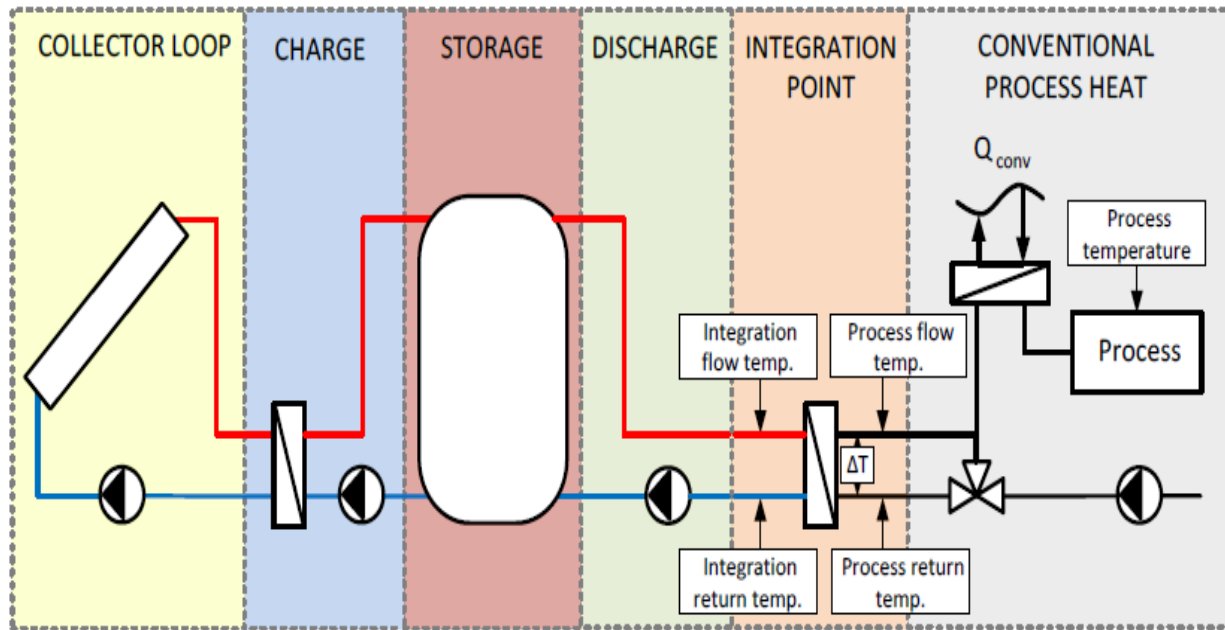 COLLECTOR LOOP
CHARGE
STORAGE
DISCHARGE
INTEGRATION
POINT
CONVENTIONAL
PROCESS HEAT
Q conv
Process
temperature
Process
Integration
flow temp.
Process flow
temp.
ΔT
Integration
return temp.
Process return
temp.